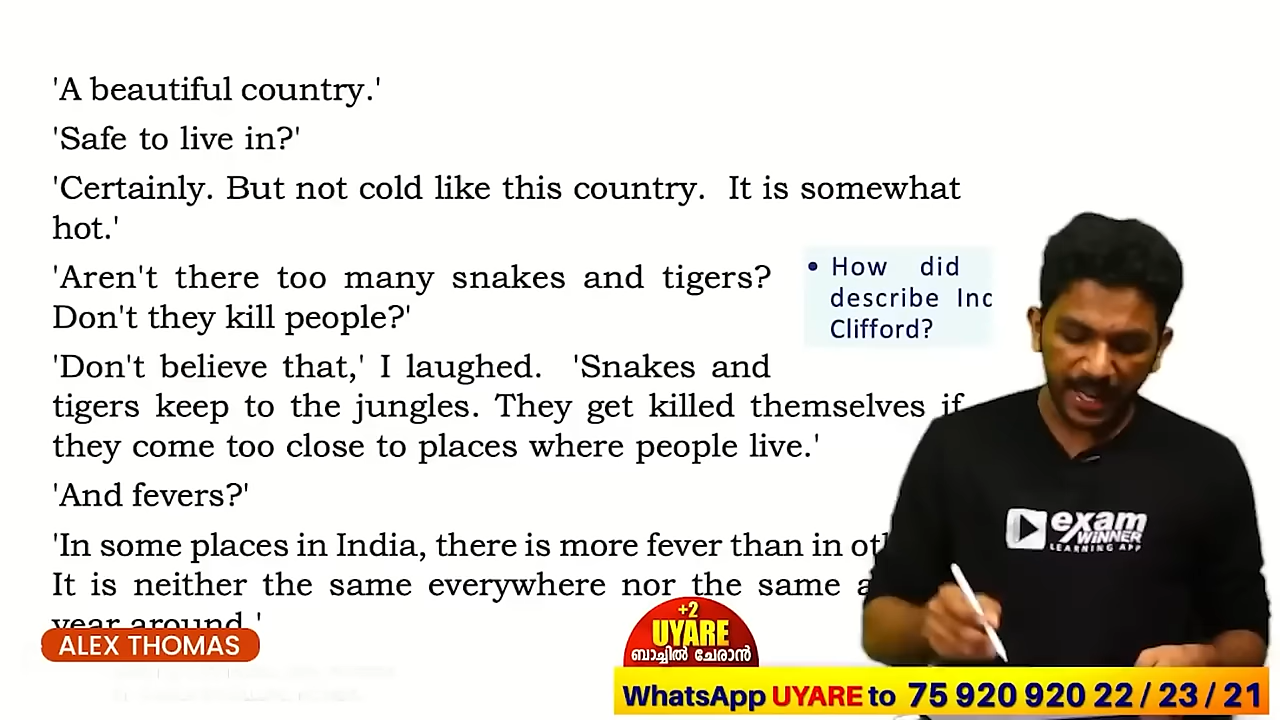 'A beautiful country.'
'Safe to live in?'
'Certainly. But not cold like this country. It is somewhat
hot.'
'Aren't there too many snakes and tigers?
Don't they kill people?'
• How did
describe
Clifford?
'Don't believe that,' I laughed. 'Snakes and
tigers keep to the jungles. They get killed themselves if
they come too close to places where people live.'
'And fevers?'
'In some places in India, there is more fever than in
It is neither the same everywhere nor the same
year around.'
ALEX THOMAS
exam
WINNER
LEARNING APP
+2
UYARE
ബാച്ചിൽ ചേരാൻ
WhatsApp UYARE to 75 920 920 22 / 23 / 21